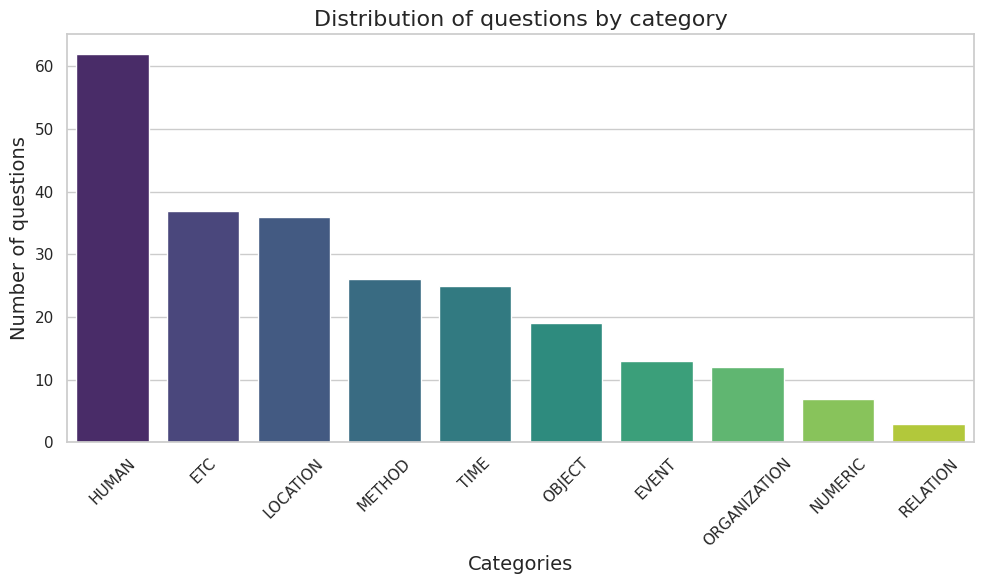 Distribution of questions by category
Number of questions
60
50
40
30
20
10
0
HUMAN
ETC
LOCATION
METHOD
TIME
OBJECT
EVENT
ORGANIZATION
NUMERIC
RELATION
Categories